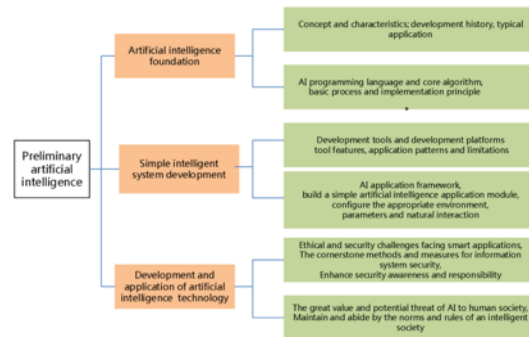 Preliminary
artificial
intelligence
Artificial intelligence
foundation
Concept and characteristics; development history, typical
application
AI programming language and core algorithm,
basic process and implementation principle
Simple intelligent
system development
Development tools and development platforms
tool features, application patterns and limitations
AI application framework,
build a simple artificial intelligence application module,
configure the appropriate environment,
parameters and natural interaction
Development and
application of artificial
intelligence technology
Ethical and security challenges facing smart applications,
The cornerstone methods and measures for information
system security,
Enhance security awareness and responsibility
The great value and potential threat of AI to human society,
Maintain and abide by the norms and rules of an intelligent
society